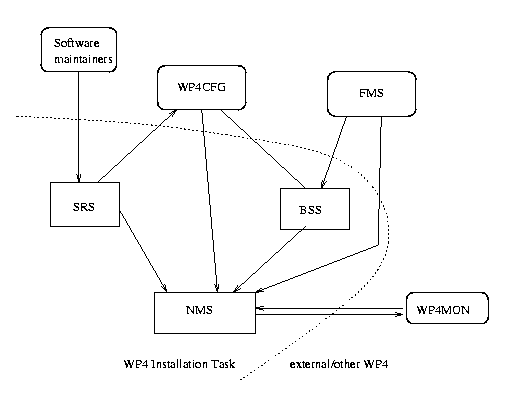 Software
maintainers
WP4CFG
FMS
SRS
BSS
NMS
WP4MON
WP4 Installation Task
external/other WP4